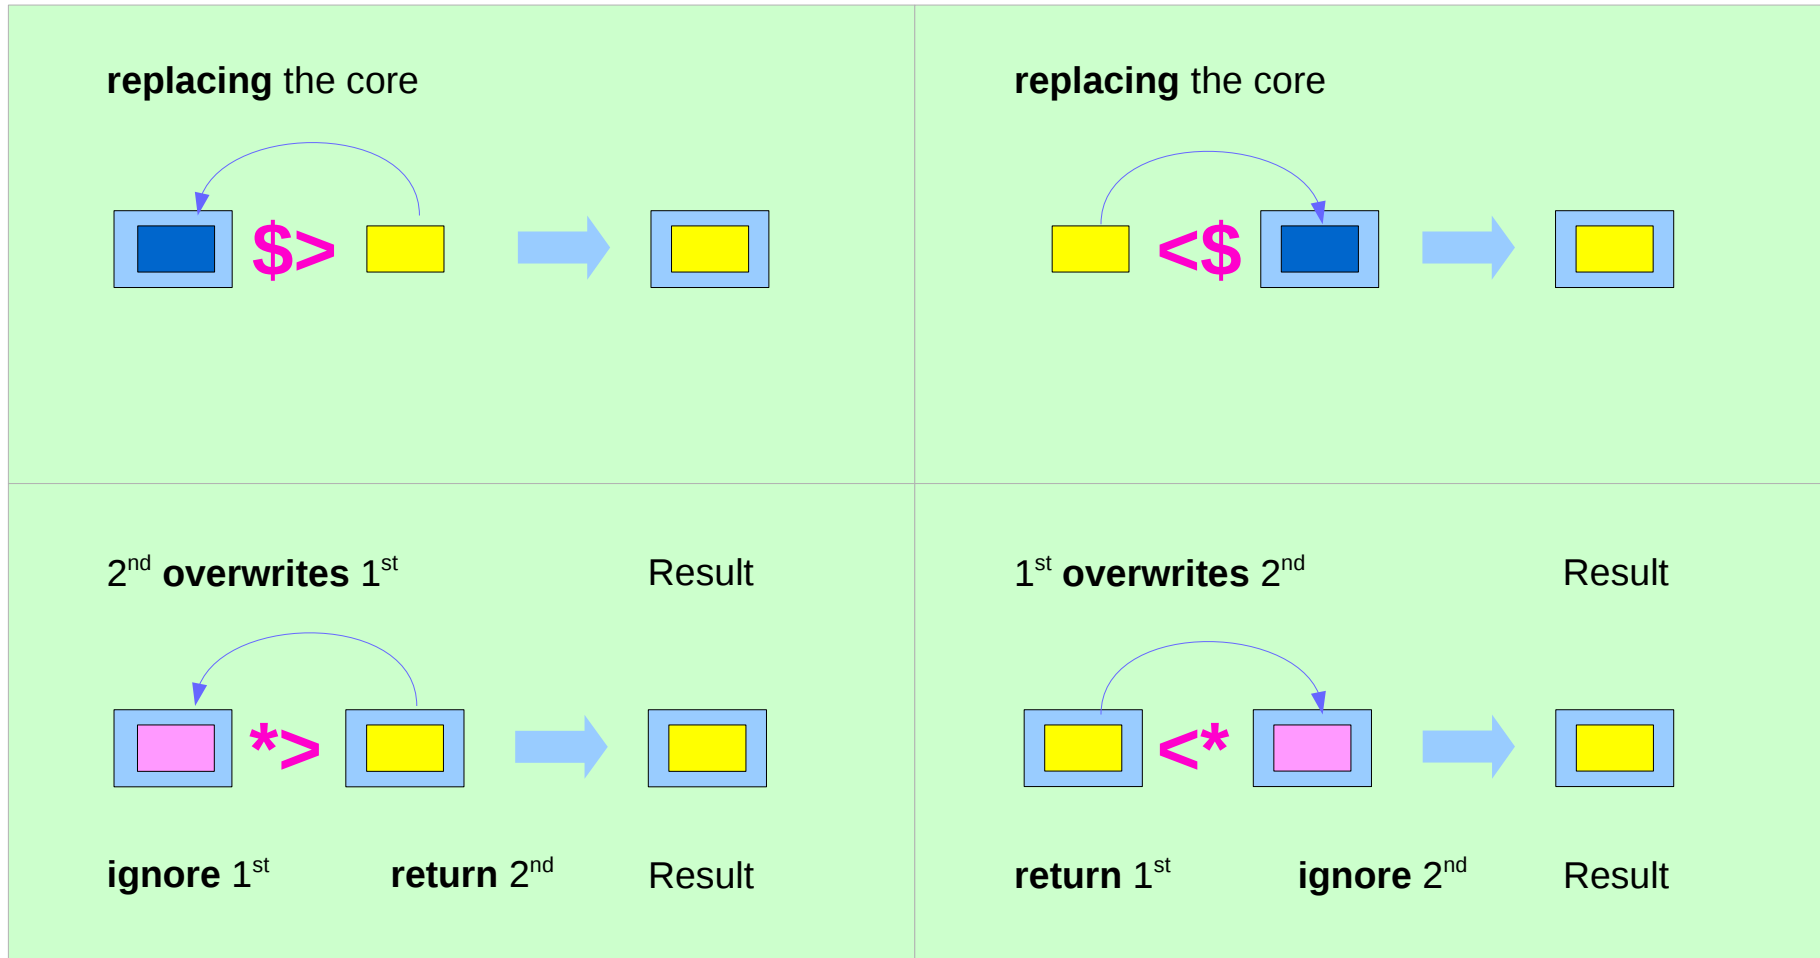 replacing the core
$>
replacing the core
<$
2nd overwrites 1st Result
*>
ignore 1st return 2nd Result
1st overwrites 2nd Result
<*
return 1st ignore 2nd Result